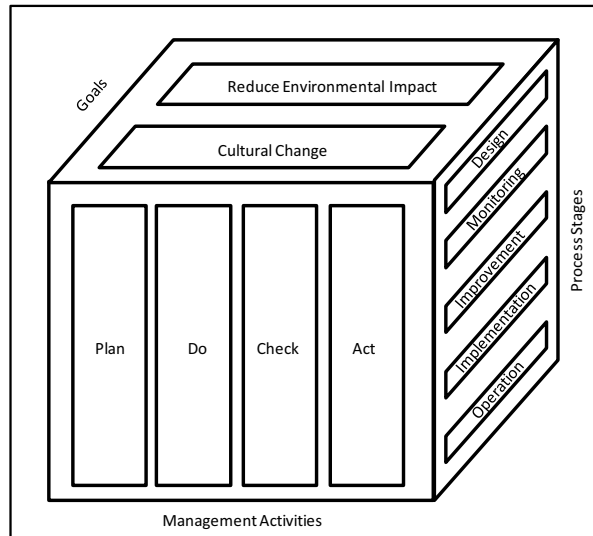 Goals
Reduce Environmental Impact
Cultural Change
Design
Monitoring
Improvement
Implementation
Operation
Process Stages
Plan
Do
Check
Act
Management Activities